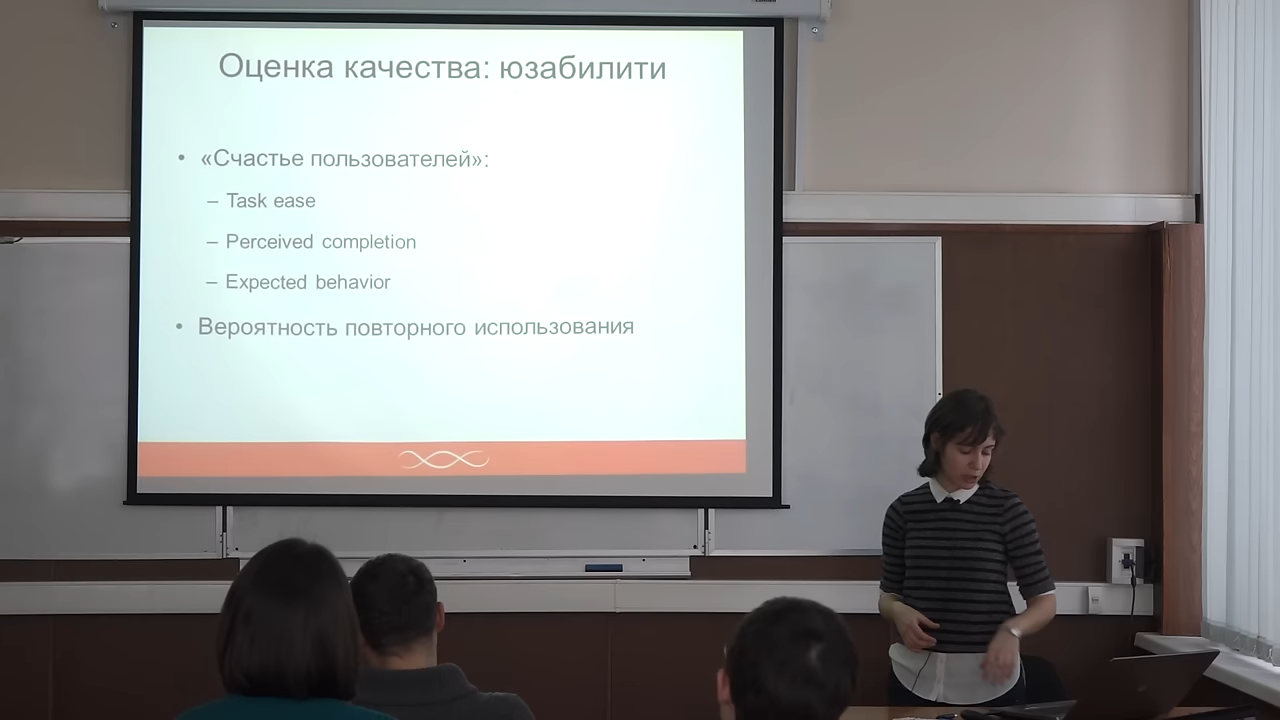 Оценка качества: юзабилити
• «Счастье пользователей»:
– Task ease
– Perceived completion
– Expected behavior
• Вероятность повторного использования